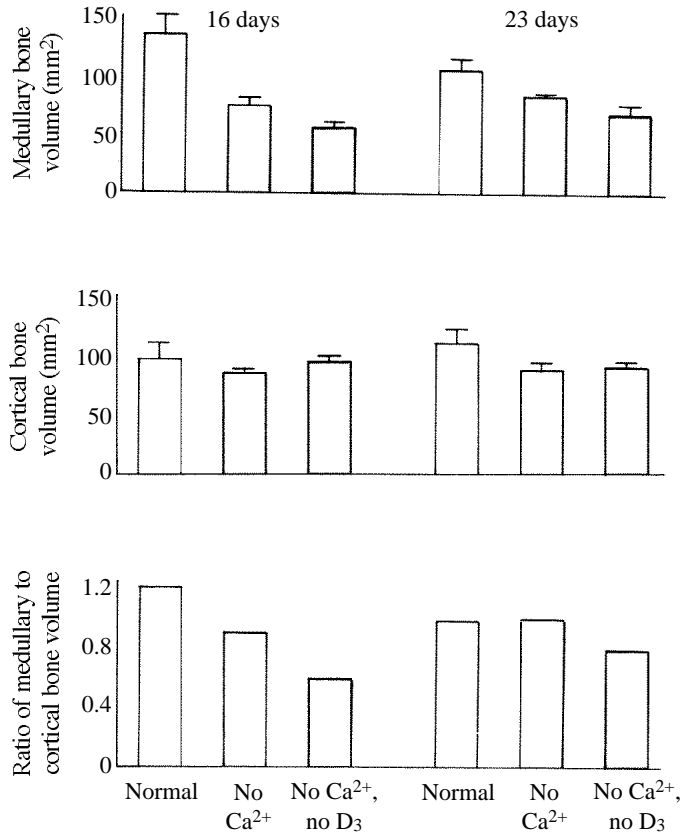 16 days
23 days
Medullary bone
volume (mm²)
150
100
50
0
Cortical bone
volume (mm²)
150
100
50
0
Ratio of medullary to
cortical bone volume
1.2
0.8
0.4
0
Normal
No
Ca²⁺
No Ca²⁺,
no D₃
Normal
No
Ca²⁺
No Ca²⁺,
no D₃